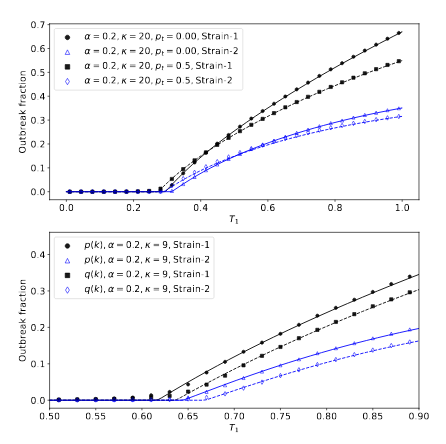 0.7
0.6
0.5
0.4
0.3
0.2
0.1
0.0
Outbreak fraction
α = 0.2, κ = 20, pₜ = 0.00, Strain-1
α = 0.2, κ = 20, pₜ = 0.00, Strain-2
α = 0.2, κ = 20, pₜ = 0.5, Strain-1
α = 0.2, κ = 20, pₜ = 0.5, Strain-2
0.0 0.2 0.4 0.6 0.8 1.0
T₁
0.4
0.3
0.2
0.1
0.0
Outbreak fraction
p(k), α = 0.2, κ = 9, Strain-1
p(k), α = 0.2, κ = 9, Strain-2
q(k), α = 0.2, κ = 9, Strain-1
q(k), α = 0.2, κ = 9, Strain-2
0.50 0.55 0.60 0.65 0.70 0.75 0.80 0.85 0.90
T₁